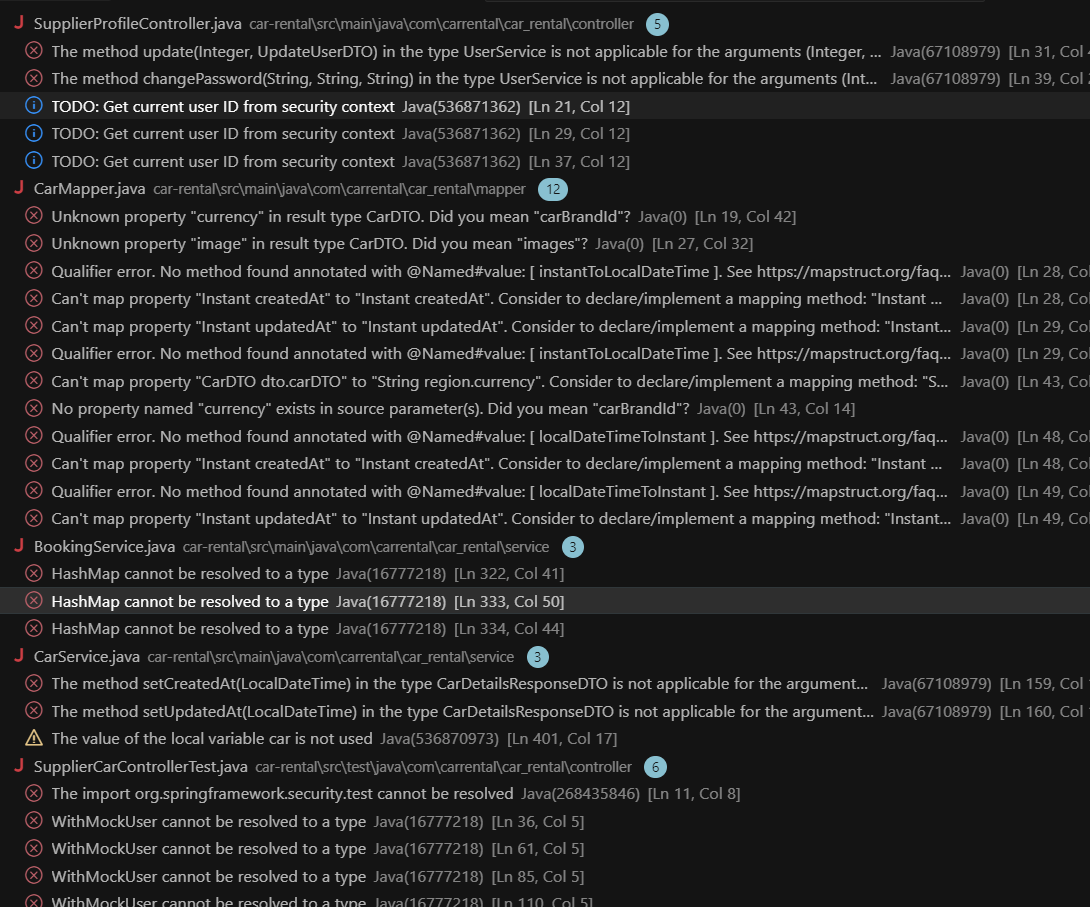 SupplierProfileController.java car-rental\src\main\java\com\carrental\car_rental\controller 5
The method update(Integer, UpdateUserDTO) in the type UserService is not applicable for the arguments (Integer, ... Java(67108979) [Ln 31, Col
The method changePassword(String, String, String) in the type UserService is not applicable for the arguments (Int... Java(67108979) [Ln 39, Col
TODO: Get current user ID from security context Java(536871362) [Ln 21, Col 12]
TODO: Get current user ID from security context Java(536871362) [Ln 29, Col 12]
TODO: Get current user ID from security context Java(536871362) [Ln 37, Col 12]
CarMapper.java car-rental\src\main\java\com\carrental\car_rental\mapper 12
Unknown property "currency" in result type CarDTO. Did you mean "carBrandId"? Java(0) [Ln 19, Col 42]
Unknown property "image" in result type CarDTO. Did you mean "images"? Java(0) [Ln 27, Col 32]
Qualifier error. No method found annotated with @Named#value: [ instantToLocalDateTime ]. See https://mapstruct.org/faq... Java(0) [Ln 28, Co
Can't map property "Instant createdAt" to "Instant createdAt". Consider to declare/implement a mapping method: "Instant ... Java(0) [Ln 28, Co
Can't map property "Instant updatedAt" to "Instant updatedAt". Consider to declare/implement a mapping method: "Instant... Java(0) [Ln 29, Co
Qualifier error. No method found annotated with @Named#value: [ instantToLocalDateTime ]. See https://mapstruct.org/faq... Java(0) [Ln 29, Co
Can't map property "CarDTO dto.carDTO" to "String region.currency". Consider to declare/implement a mapping method: "S... Java(0) [Ln 43, Co
No property named "currency" exists in source parameter(s). Did you mean "carBrandId"? Java(0) [Ln 43, Col 14]
Qualifier error. No method found annotated with @Named#value: [ localDateTimeToInstant ]. See https://mapstruct.org/faq... Java(0) [Ln 48, Co
Can't map property "Instant createdAt" to "Instant createdAt". Consider to declare/implement a mapping method: "Instant ... Java(0) [Ln 48, Co
Qualifier error. No method found annotated with @Named#value: [ localDateTimeToInstant ]. See https://mapstruct.org/faq... Java(0) [Ln 49, Co
Can't map property "Instant updatedAt" to "Instant updatedAt". Consider to declare/implement a mapping method: "Instant... Java(0) [Ln 49, Co
BookingService.java car-rental\src\main\java\com\carrental\car_rental\service 3
HashMap cannot be resolved to a type Java(16777218) [Ln 322, Col 41]
HashMap cannot be resolved to a type Java(16777218) [Ln 333, Col 50]
HashMap cannot be resolved to a type Java(16777218) [Ln 334, Col 44]
CarService.java car-rental\src\main\java\com\carrental\car_rental\service 3
The method setCreatedAt(LocalDateTime) in the type CarDetailsResponseDTO is not applicable for the argument... Java(67108979) [Ln 159, Col
The method setUpdatedAt(LocalDateTime) in the type CarDetailsResponseDTO is not applicable for the argument... Java(67108979) [Ln 160, Col
The value of the local variable car is not used Java(536870973) [Ln 401, Col 17]
SupplierCarControllerTest.java car-rental\src\test\java\com\carrental\car_rental\controller 6
The import org.springframework.security.test cannot be resolved Java(268435846) [Ln 11, Col 8]
WithMockUser cannot be resolved to a type Java(16777218) [Ln 36, Col 5]
WithMockUser cannot be resolved to a type Java(16777218) [Ln 61, Col 5]
WithMockUser cannot be resolved to a type Java(16777218) [Ln 85, Col 5]
WithMockUser cannot be resolved to a type Java(16777218) [Ln 110, Col 5]